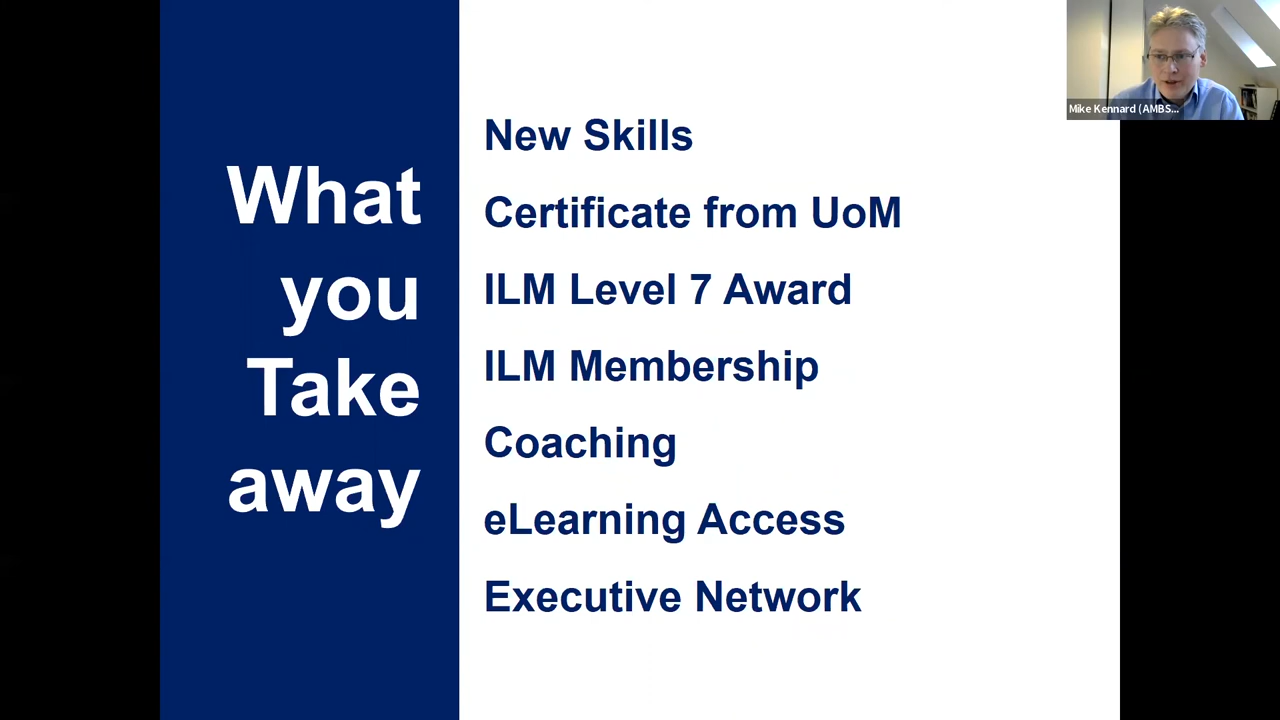 What
you
Take
away
New Skills
Certificate from UoM
ILM Level 7 Award
ILM Membership
Coaching
eLearning Access
Executive Network
Mike Kennard (AMBS...